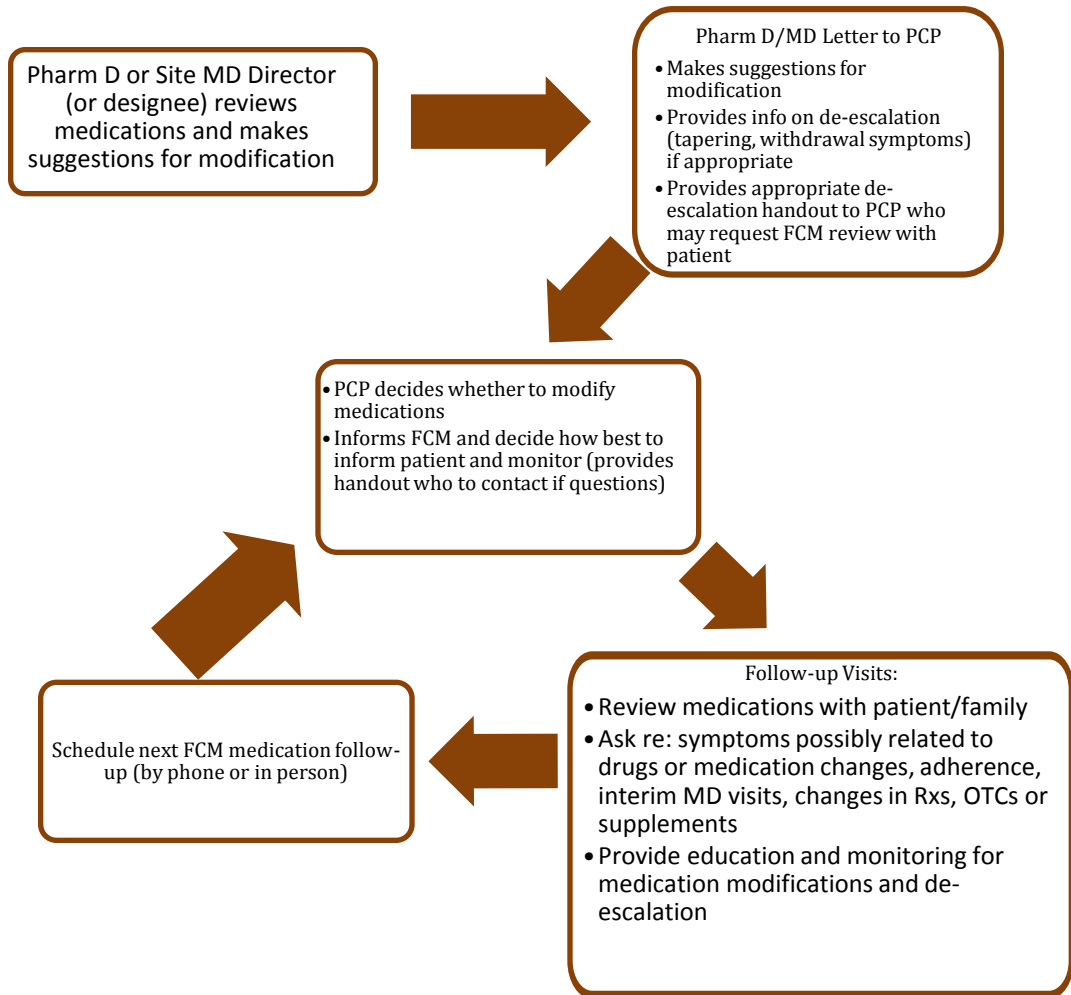 Pharm D or Site MD Director
(or designee) reviews
medications and makes
suggestions for modification
Pharm D/MD Letter to PCP
•Makes suggestions for
modification
•Provides info on de-escalation
(tapering, withdrawal symptoms)
if appropriate
•Provides appropriate de-
escalation handout to PCP who
may request FCM review with
patient
•PCP decides whether to modify
medications
•Informs FCM and decide how best to
inform patient and monitor (provides
handout who to contact if questions)
Follow-up Visits:
•Review medications with patient/family
•Ask re: symptoms possibly related to
drugs or medication changes, adherence,
interim MD visits, changes in Rxs, OTCs or
supplements
•Provide education and monitoring for
medication modifications and de-
escalation
Schedule next FCM medication follow-
up (by phone or in person)